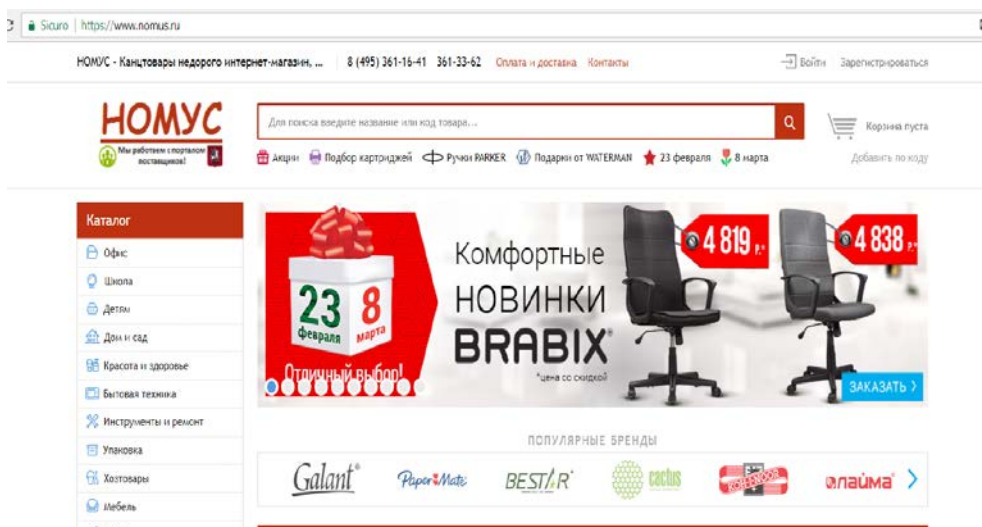 Sicuro | https://www.nomus.ru
НОМУС - Канцтовары недорого интернет-магазин, ... 8 (495) 361-16-41 361-33-62 Оплата и доставка Контакты Войти Зарегистрироваться
НОМУС
Мы работаем с порталом поставщиков!
Для поиска введите название или код товара...
Корзина пуста
Акции Подбор картриджей Ручки PARKER Подарки от WATERMAN 23 февраля 8 марта
Добавить по коду
Каталог
Офис
Школа
Детям
Дом и сад
Красота и здоровье
Бытовая техника
Инструменты и ремонт
Упаковка
Хозтовары
Мебель
23 февраля
8 марта
Отличный выбор!
Комфортные
НОВИНКИ
BRABIX
*цена со скидкой
4 819 р.*
4 838 р.*
ЗАКАЗАТЬ
ПОПУЛЯРНЫЕ БРЕНДЫ
Galant Paper Mate BESTAR cactus KOH-I-NOOR лайма